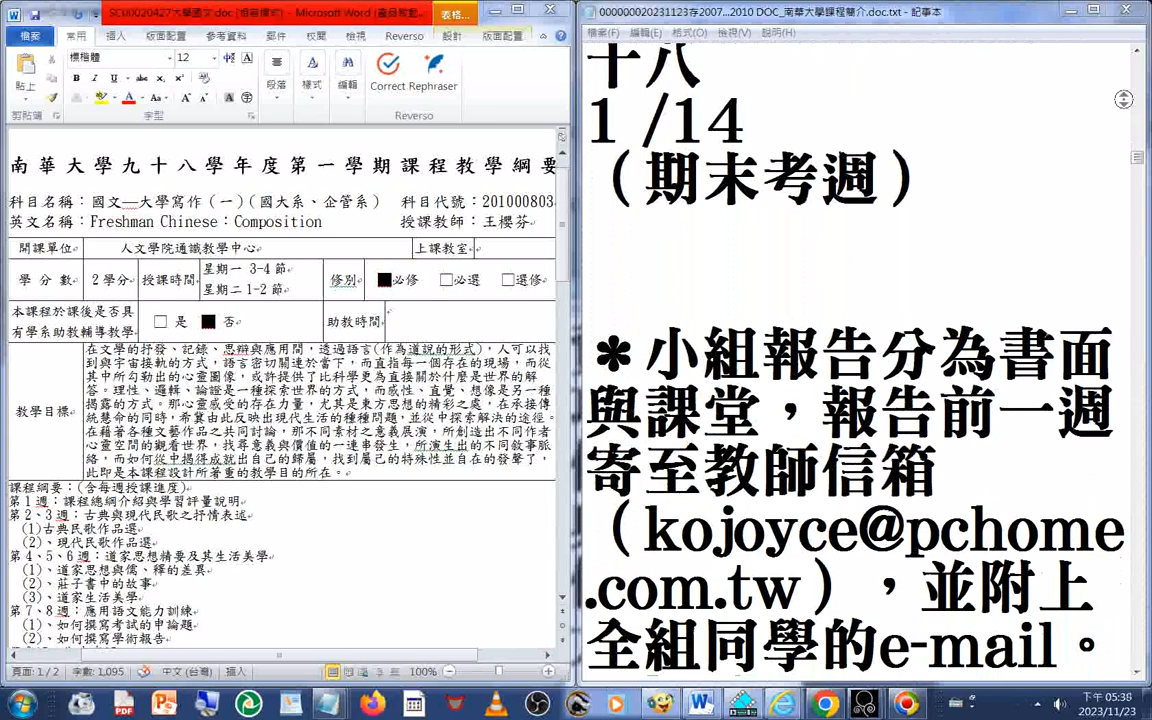 SCU0020427大學國文.doc [相容模式] - Microsoft Word (產品啟動...
表格...
檔案 常用 插入 版面配置 參考資料 郵件 校閱 檢視 Reverso 設計 版面配置
標楷體 12
貼上 段落 樣式 編輯 Correct Rephraser
剪貼簿 字型 Reverso
南華大學九十八學年度第一學期課程教學綱要
科目名稱：國文—大學寫作(一)(國大系、企管系) 科目代號：201000803
英文名稱：Freshman Chinese：Composition 授課教師：王櫻芬
開課單位 人文學院通識教學中心 上課教室
學分數 2學分 授課時間 星期一 3-4節 星期二1-2節 修別 ■必修 □必選 □選修
本課程於課後是否具有學系助教輔導教學 □ 是 ■ 否 助教時間
教學目標
在文學的抒發、記錄、思辯與應用間，透過語言(作為道說的形式)，人可以找
到與宇宙接軌的方式，語言密切關連於當下，而直指每一個存在的現場，而從
其中所勾勒出的心靈圖像，或許提供了比科學更為直接關於什麼是世界的解
答。理性、邏輯、論證是一種探索世界的方式，而感性、直覺、想像是另一種
揭露的方式。那心靈感受的存在力量，尤其是東方思想的精彩之處，在承接傳
統慧命的同時，希冀由此反映出現代生活的種種問題，並從中探索解決的途徑。
在藉著各種文藝作品之共同討論，那不同素材之意義展演，所創造出不同作者
心靈空間的觀看世界，找尋意義與價值的一連串發生，所演生出的不同敘事脈
絡，而如何從中揭得成就出自己的歸屬，找到屬己的特殊性並自在的發聲了，
此即是本課程設計所著重的教學目的所在。
課程綱要：(含每週授課進度)
第1週：課程總綱介紹與學習評量說明
第2、3週：古典與現代民歌之抒情表述
(1)古典民歌作品選
(2)、現代民歌作品選
第4、5、6週：道家思想精要及其生活美學
(1)、道家思想與儒、釋的差異
(2)、莊子書中的故事
(3)、道家生活美學
第7、8週：應用語文能力訓練
(1)、如何撰寫考試的申論題
(2)、如何撰寫學術報告
頁面: 1 / 2 字數: 1,095 中文 (台灣) 插入 100%
000000020231123存2007...2010 DOC_南華大學課程簡介.doc.txt - 記事本
檔案(F) 編輯(E) 格式(O) 檢視(V) 說明(H)
十八
1 /14
（期末考週）
＊小組報告分為書面
與課堂，報告前一週
寄至教師信箱
（kojoyce@pchome
.com.tw），並附上
全組同學的e-mail。
下午 05:38
2023/11/23